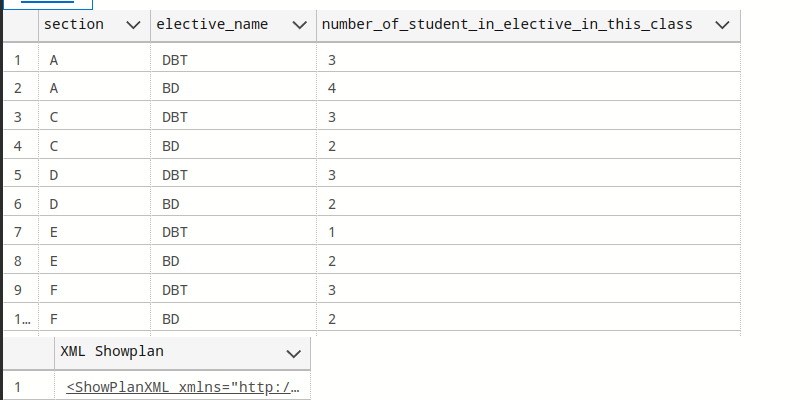 section elective_name number_of_student_in_elective_in_this_class
1 A DBT 3
2 A BD 4
3 C DBT 3
4 C BD 2
5 D DBT 3
6 D BD 2
7 E DBT 1
8 E BD 2
9 F DBT 3
1… F BD 2
XML Showplan
1 <ShowPlanXML xmlns="http:/…